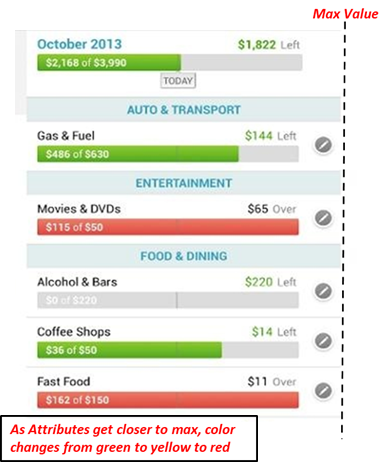 Max Value
October 2013 $1,822 Left
$2,168 of $3,990
TODAY
AUTO & TRANSPORT
Gas & Fuel $144 Left
$486 of $630
ENTERTAINMENT
Movies & DVDs $65 Over
$115 of $50
FOOD & DINING
Alcohol & Bars $220 Left
$0 of $220
Coffee Shops $14 Left
$36 of $50
Fast Food $11 Over
$162 of $150
As Attributes get closer to max, color
changes from green to yellow to red